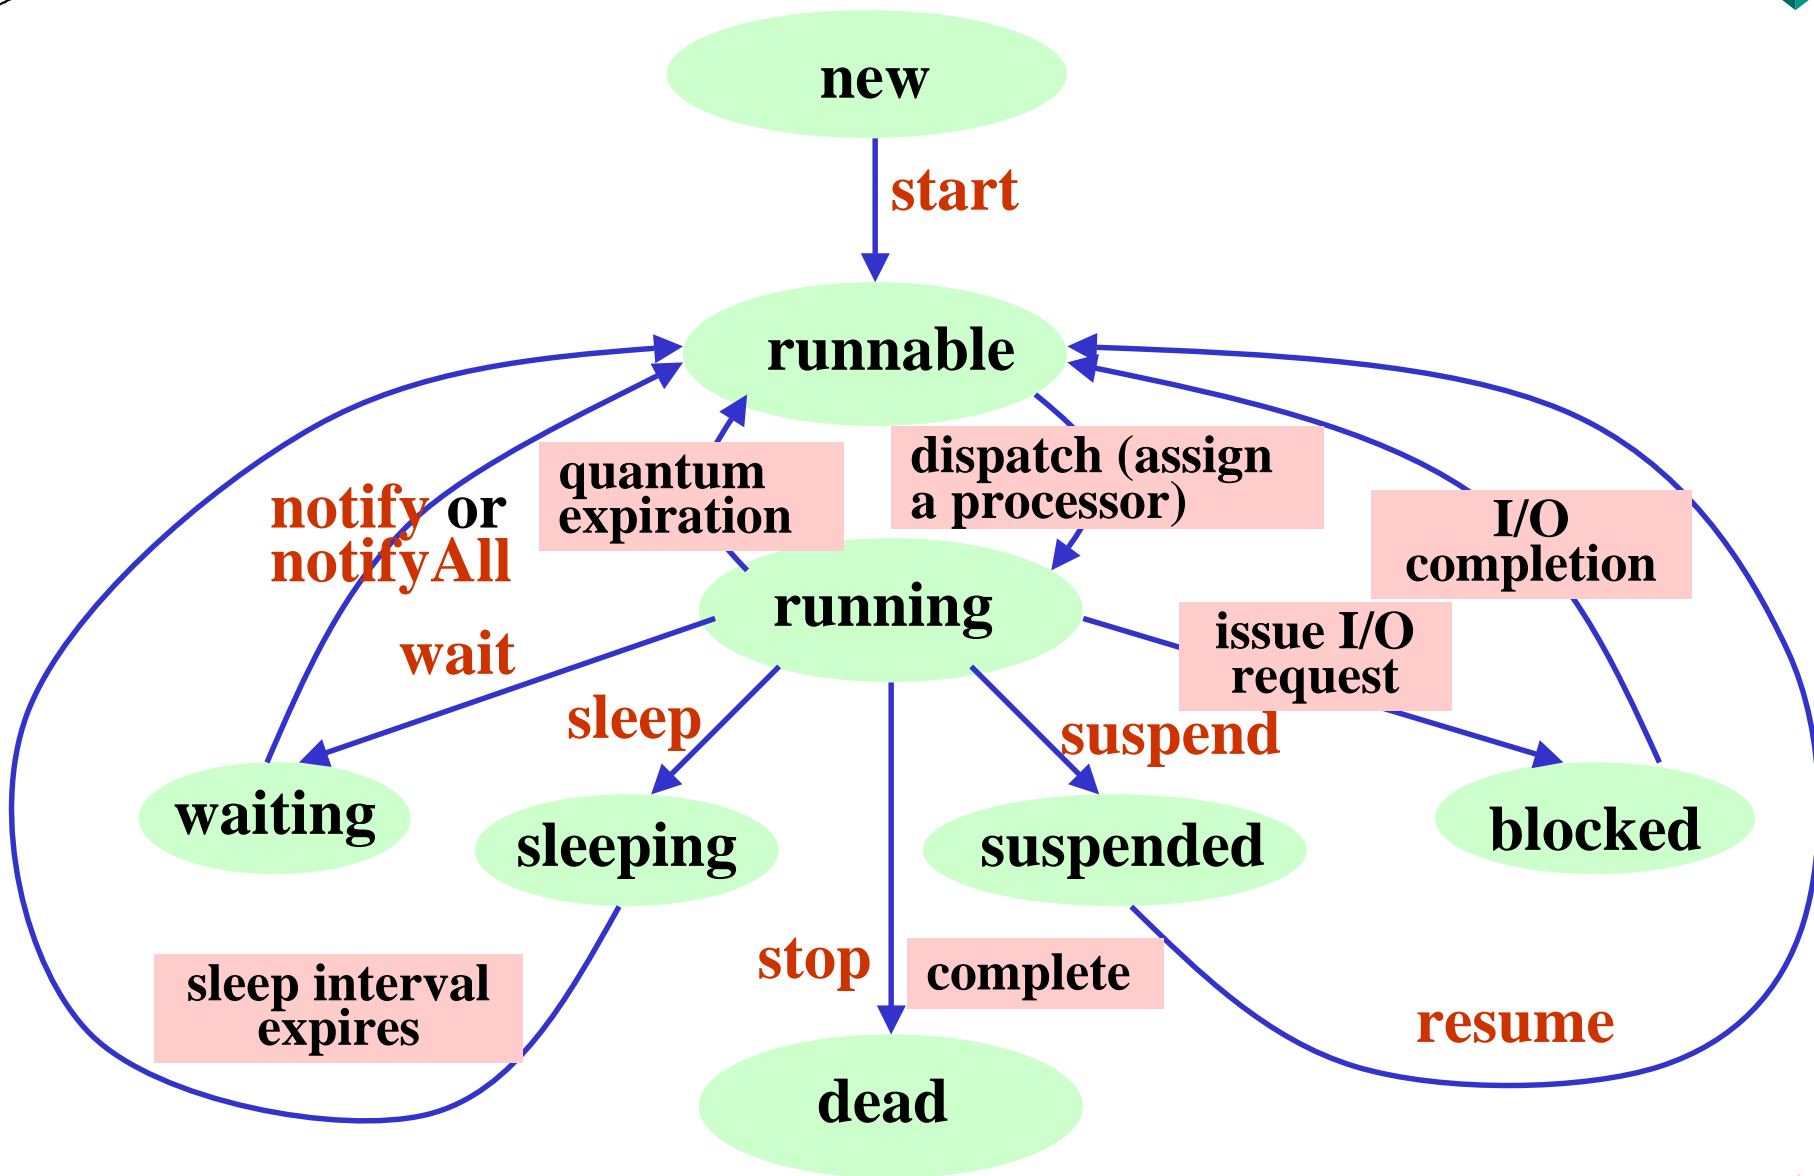 new
start
runnable
dispatch (assign
a processor)
quantum
expiration
notify or
notifyAll
I/O
completion
running
issue I/O
request
wait
sleep
suspend
waiting
sleeping
suspended
blocked
stop
complete
sleep interval
expires
resume
dead